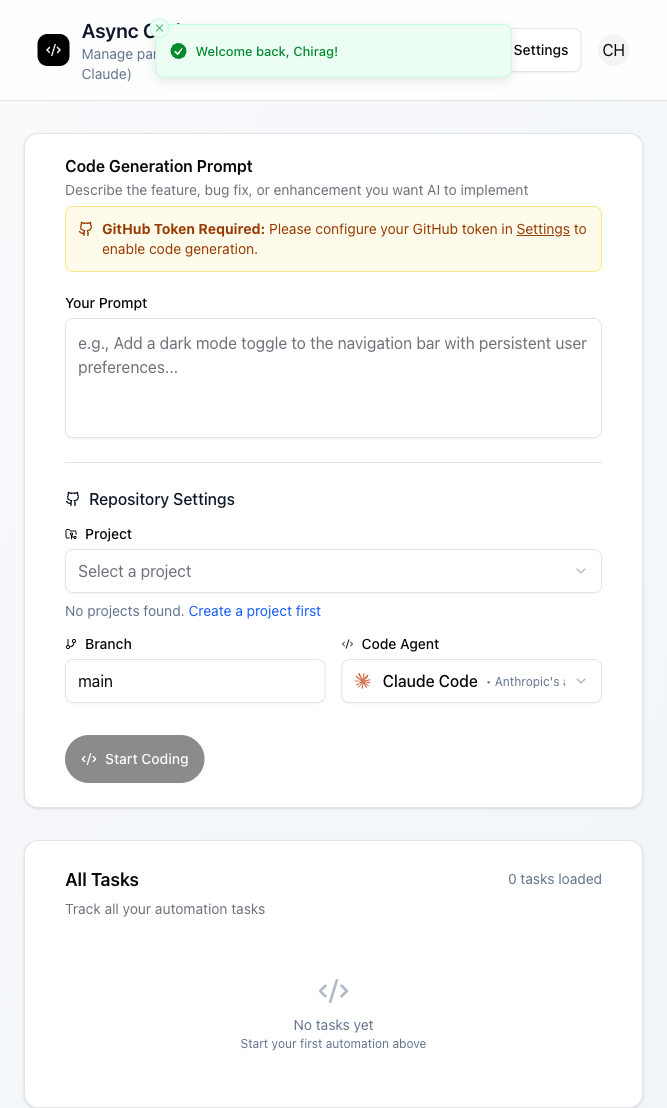 Async C
Manage par
Claude)
Welcome back, Chirag!
Settings
CH
Code Generation Prompt
Describe the feature, bug fix, or enhancement you want AI to implement
GitHub Token Required: Please configure your GitHub token in Settings to
enable code generation.
Your Prompt
e.g., Add a dark mode toggle to the navigation bar with persistent user
preferences...
Repository Settings
Project
Select a project
No projects found. Create a project first
Branch
Code Agent
main
Claude Code • Anthropic's
Start Coding
All Tasks
0 tasks loaded
Track all your automation tasks
No tasks yet
Start your first automation above